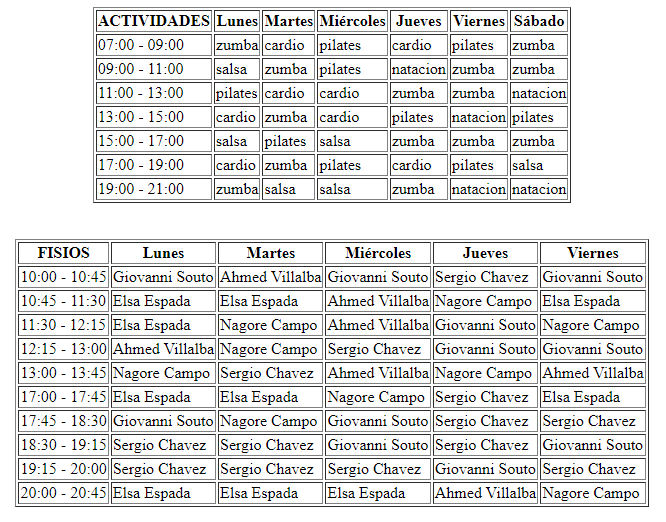 ACTIVIDADES Lunes Martes Miércoles Jueves Viernes Sábado
07:00 - 09:00 zumba cardio pilates cardio pilates zumba
09:00 - 11:00 salsa zumba pilates natacion zumba zumba
11:00 - 13:00 pilates cardio cardio zumba zumba natacion
13:00 - 15:00 cardio zumba cardio pilates natacion pilates
15:00 - 17:00 salsa pilates salsa zumba zumba zumba
17:00 - 19:00 cardio zumba pilates cardio pilates salsa
19:00 - 21:00 zumba salsa salsa zumba natacion natacion
FISIOS Lunes Martes Miércoles Jueves Viernes
10:00 - 10:45 Giovanni Souto Ahmed Villalba Giovanni Souto Sergio Chavez Giovanni Souto
10:45 - 11:30 Elsa Espada Elsa Espada Ahmed Villalba Nagore Campo Elsa Espada
11:30 - 12:15 Elsa Espada Nagore Campo Ahmed Villalba Giovanni Souto Nagore Campo
12:15 - 13:00 Ahmed Villalba Nagore Campo Sergio Chavez Giovanni Souto Giovanni Souto
13:00 - 13:45 Nagore Campo Sergio Chavez Ahmed Villalba Nagore Campo Ahmed Villalba
17:00 - 17:45 Elsa Espada Elsa Espada Nagore Campo Sergio Chavez Elsa Espada
17:45 - 18:30 Giovanni Souto Nagore Campo Giovanni Souto Sergio Chavez Sergio Chavez
18:30 - 19:15 Sergio Chavez Sergio Chavez Giovanni Souto Sergio Chavez Giovanni Souto
19:15 - 20:00 Sergio Chavez Sergio Chavez Sergio Chavez Giovanni Souto Sergio Chavez
20:00 - 20:45 Elsa Espada Elsa Espada Elsa Espada Ahmed Villalba Nagore Campo